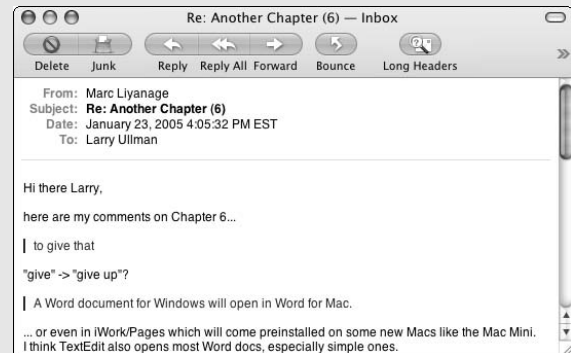 Re: Another Chapter (6) — Inbox
Delete Junk Reply Reply All Forward Bounce Long Headers
From: Marc Liyanage
Subject: Re: Another Chapter (6)
Date: January 23, 2005 4:05:32 PM EST
To: Larry Ullman
Hi there Larry,
here are my comments on Chapter 6...
to give that
"give" -> "give up"?
A Word document for Windows will open in Word for Mac.
... or even in iWork/Pages which will come preinstalled on some new Macs like the Mac Mini.
I think TextEdit also opens most Word docs, especially simple ones.